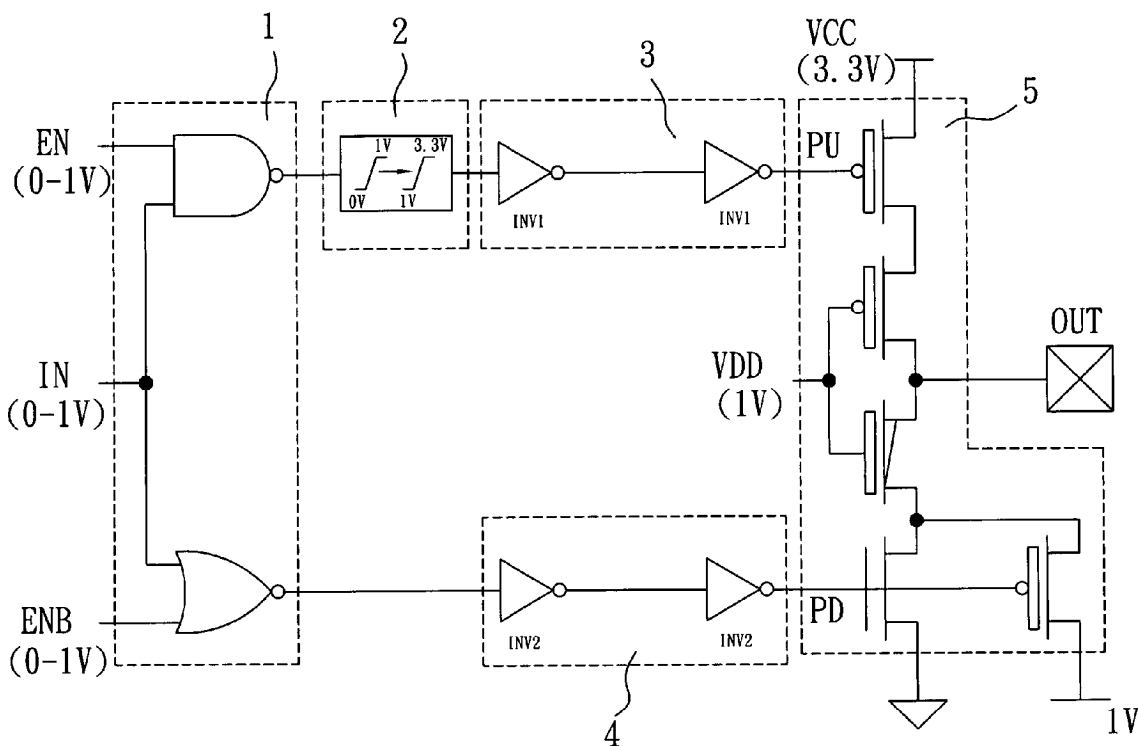 1
2
3
VCC
(3.3V)
5
EN
(0-1V)
1V
3.3V
0V
1V
INV1
INV1
PU
IN
(0-1V)
VDD
(1V)
OUT
ENB
(0-1V)
INV2
INV2
PD
4
1V